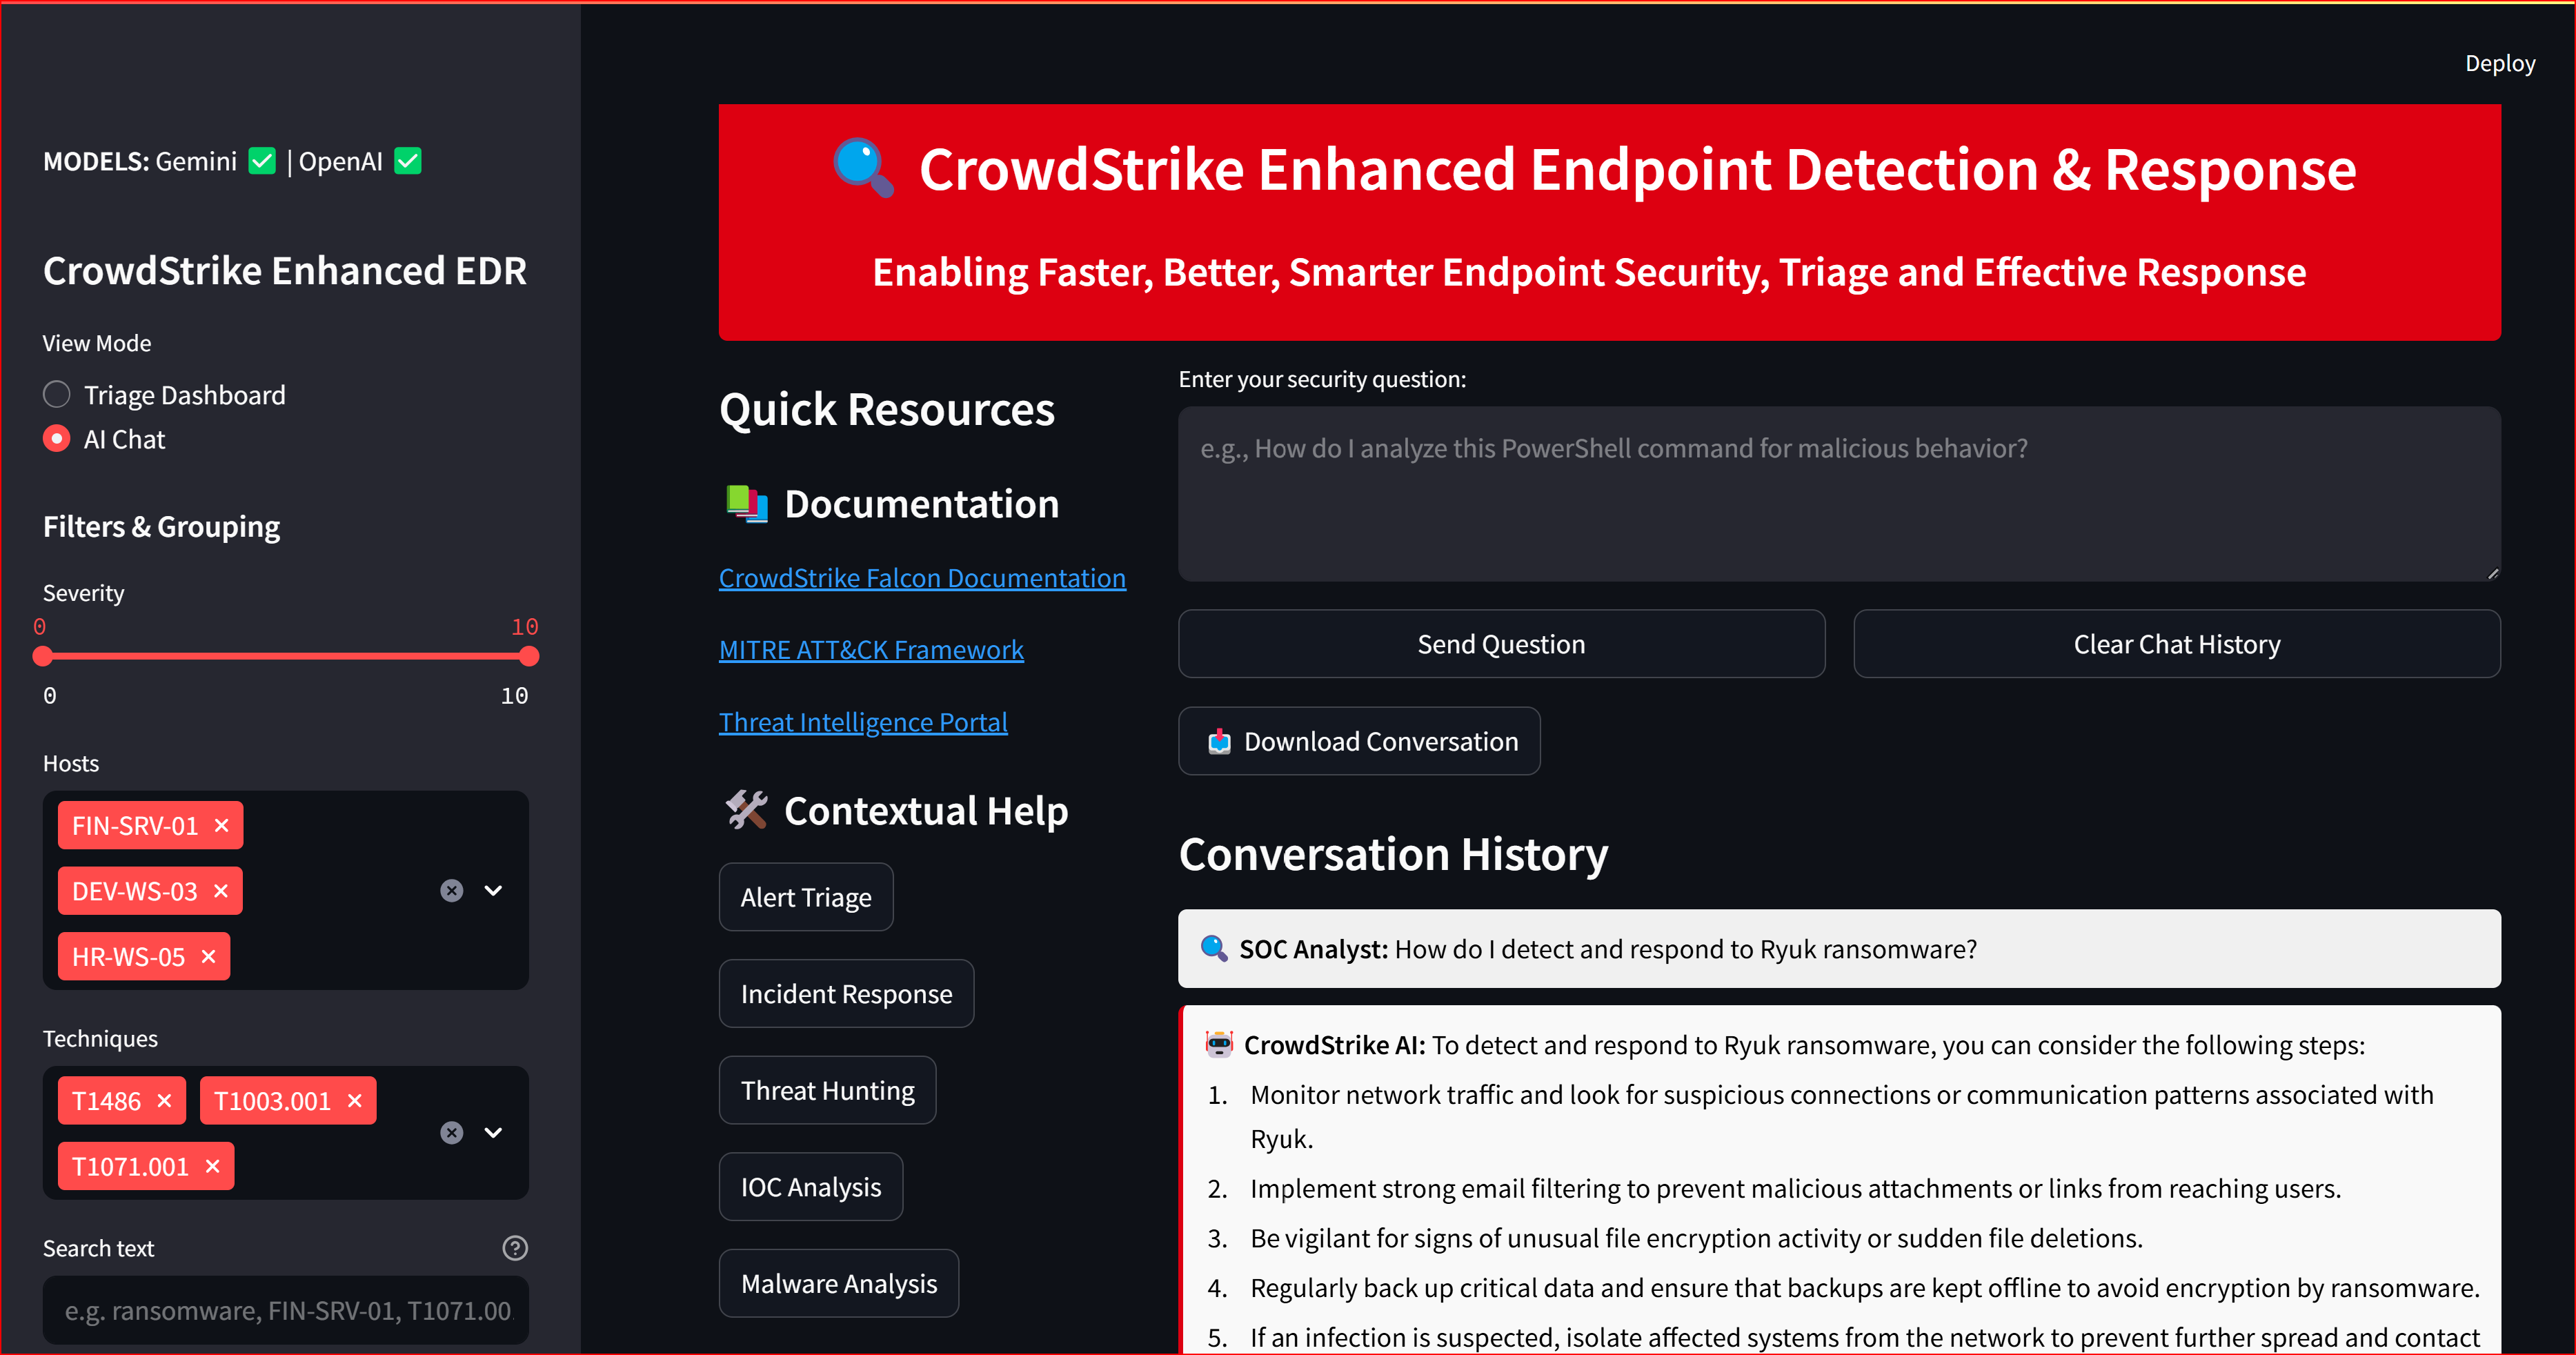 Deploy
MODELS: Gemini ✅ | OpenAI ✅
CrowdStrike Enhanced EDR
View Mode
Triage Dashboard
AI Chat
Filters & Grouping
Severity
0 10
0 10
Hosts
FIN-SRV-01 ×
DEV-WS-03 ×
HR-WS-05 ×
Techniques
T1486 × T1003.001 ×
T1071.001 ×
Search text
e.g. ransomware, FIN-SRV-01, T1071.00
🔍 CrowdStrike Enhanced Endpoint Detection & Response
Enabling Faster, Better, Smarter Endpoint Security, Triage and Effective Response
Quick Resources
📚 Documentation
CrowdStrike Falcon Documentation
MITRE ATT&CK Framework
Threat Intelligence Portal
🛠️ Contextual Help
Alert Triage
Incident Response
Threat Hunting
IOC Analysis
Malware Analysis
Enter your security question:
e.g., How do I analyze this PowerShell command for malicious behavior?
Send Question
Clear Chat History
📥 Download Conversation
Conversation History
🔍 SOC Analyst: How do I detect and respond to Ryuk ransomware?
🤖 CrowdStrike AI: To detect and respond to Ryuk ransomware, you can consider the following steps:
1. Monitor network traffic and look for suspicious connections or communication patterns associated with
Ryuk.
2. Implement strong email filtering to prevent malicious attachments or links from reaching users.
3. Be vigilant for signs of unusual file encryption activity or sudden file deletions.
4. Regularly back up critical data and ensure that backups are kept offline to avoid encryption by ransomware.
5. If an infection is suspected, isolate affected systems from the network to prevent further spread and contact